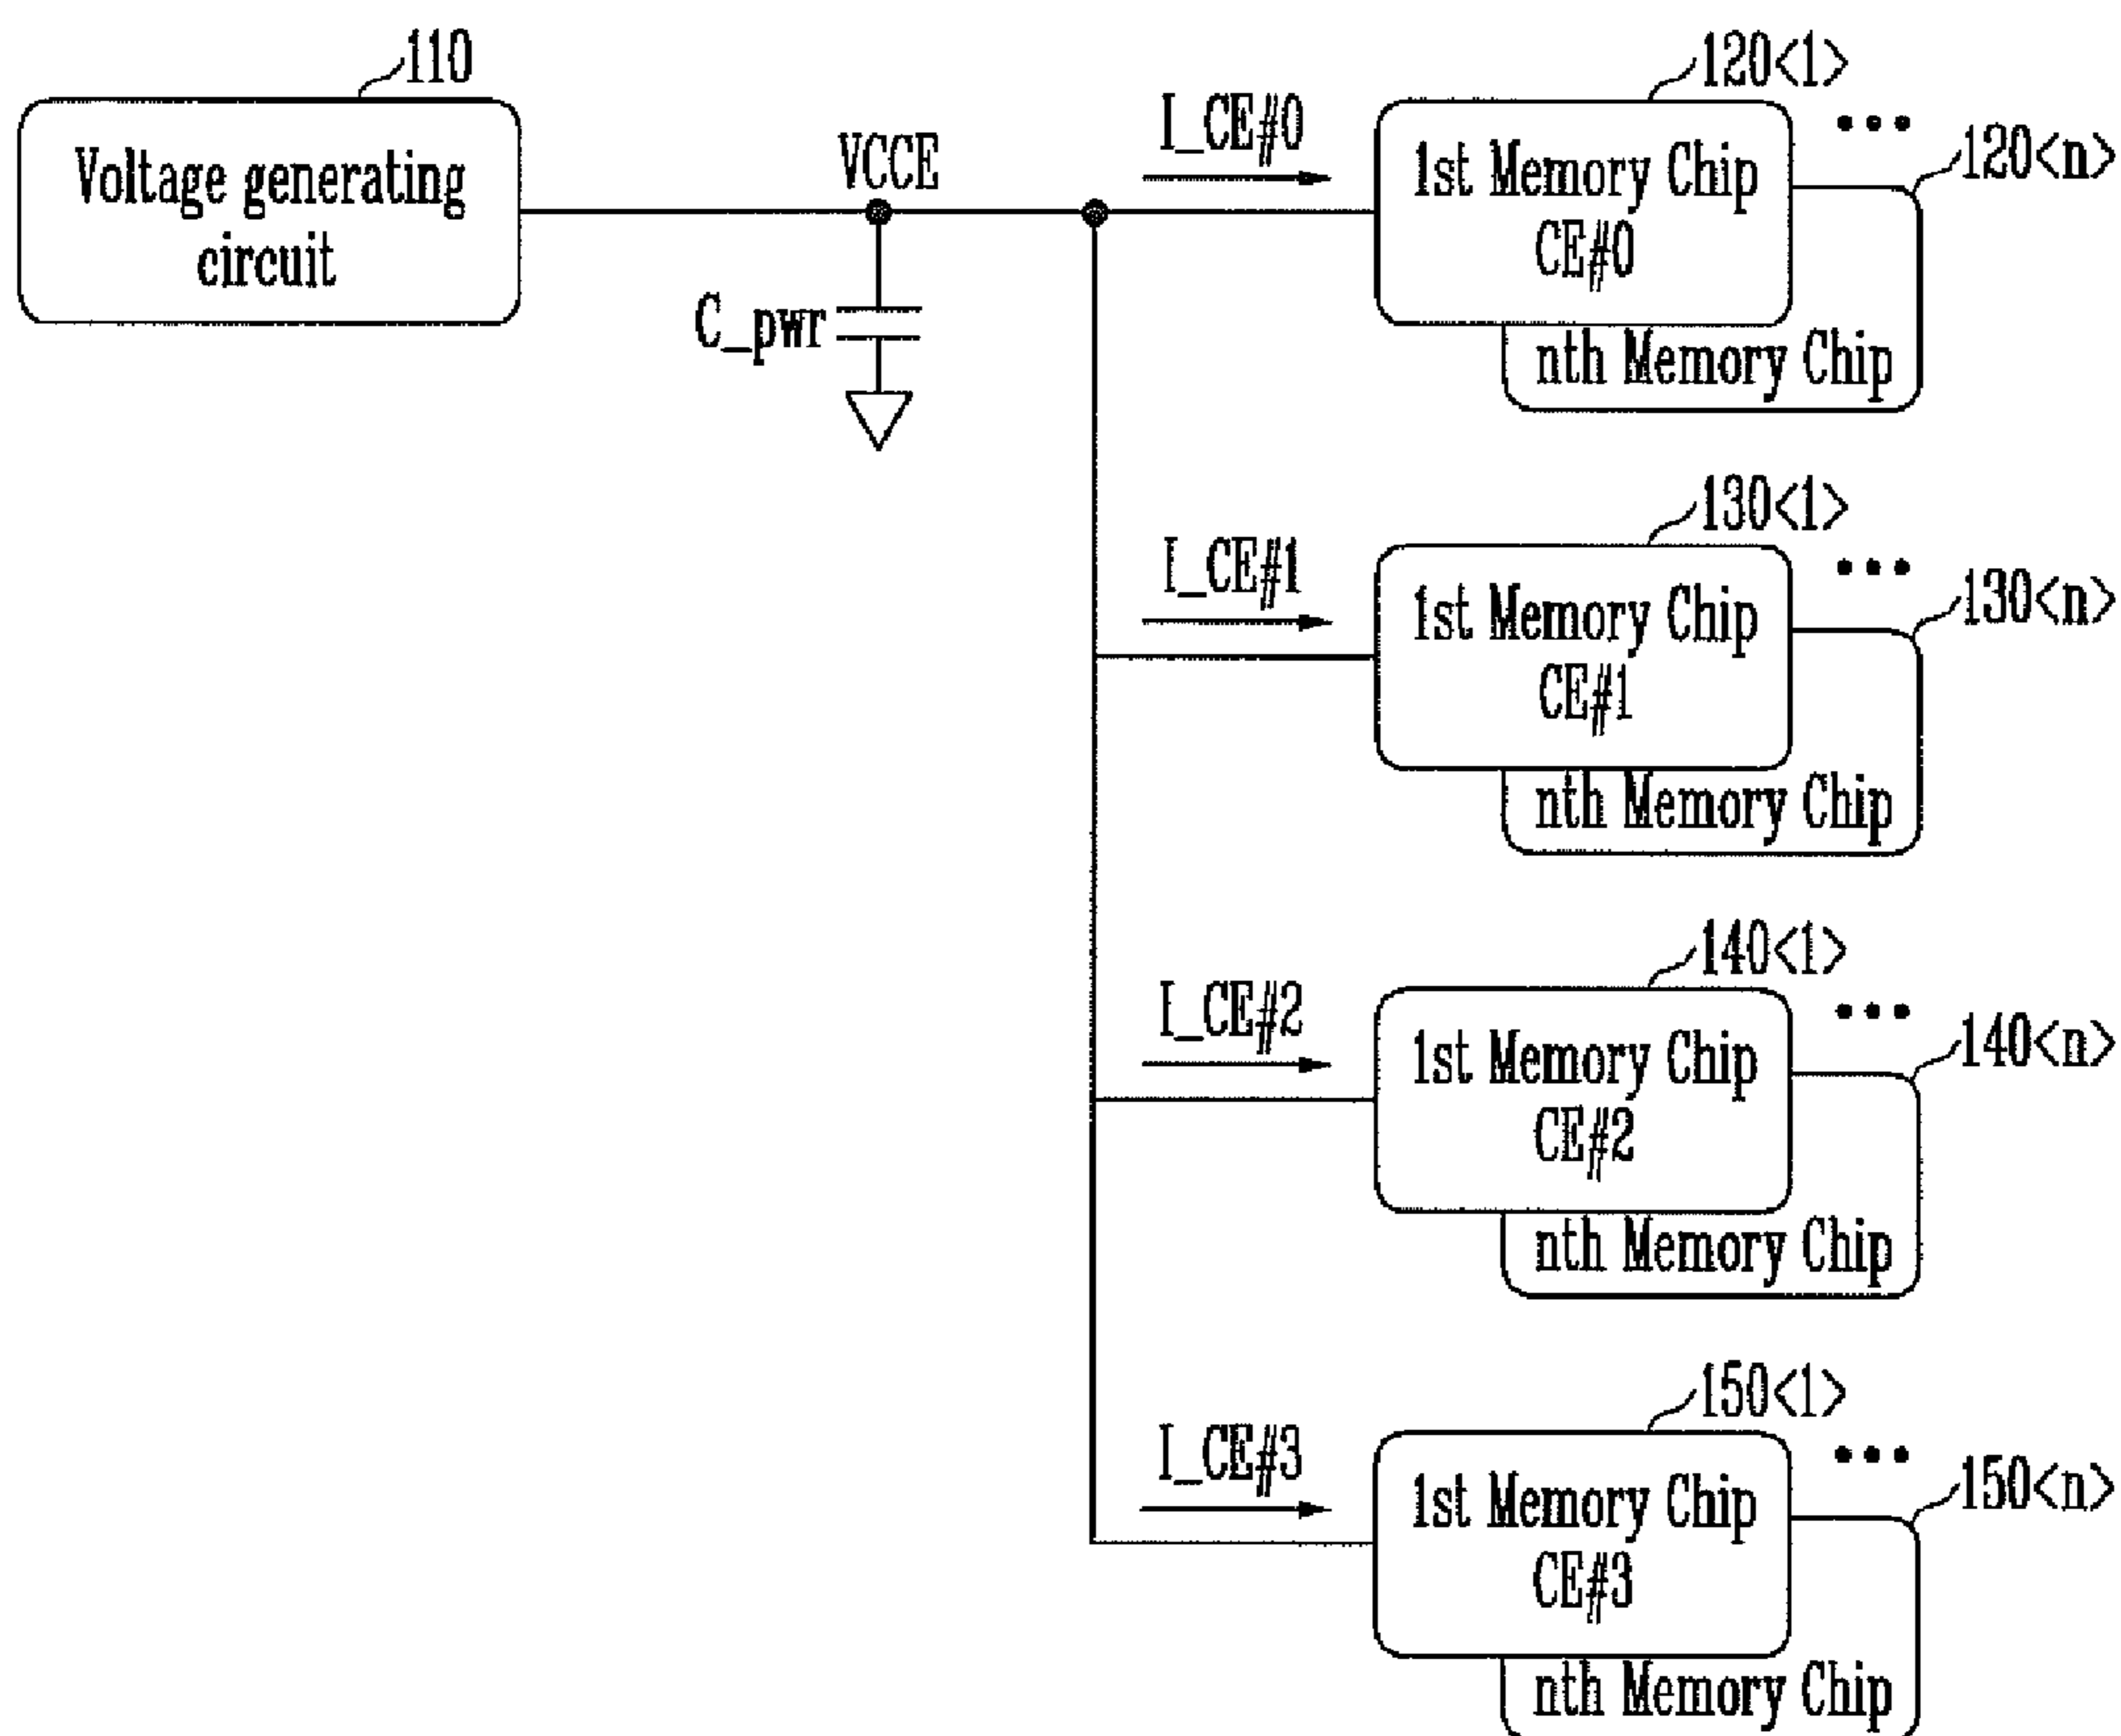 110
Voltage generating
circuit
VCCE
C_pwr
I_CE#0
120<1>
•••
120<n>
1st Memory Chip
CE#0
nth Memory Chip
I_CE#1
130<1>
•••
130<n>
1st Memory Chip
CE#1
nth Memory Chip
I_CE#2
140<1>
•••
140<n>
1st Memory Chip
CE#2
nth Memory Chip
I_CE#3
150<1>
•••
150<n>
1st Memory Chip
CE#3
nth Memory Chip